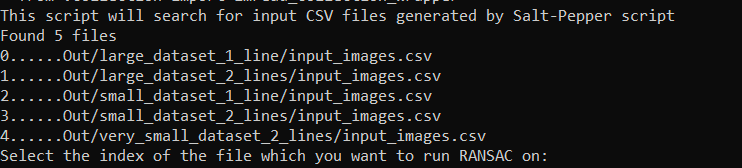 This script will search for input CSV files generated by Salt-Pepper script
Found 5 files
0......Out/large_dataset_1_line/input_images.csv
1......Out/large_dataset_2_lines/input_images.csv
2......Out/small_dataset_1_line/input_images.csv
3......Out/small_dataset_2_lines/input_images.csv
4......Out/very_small_dataset_2_lines/input_images.csv
Select the index of the file which you want to run RANSAC on: